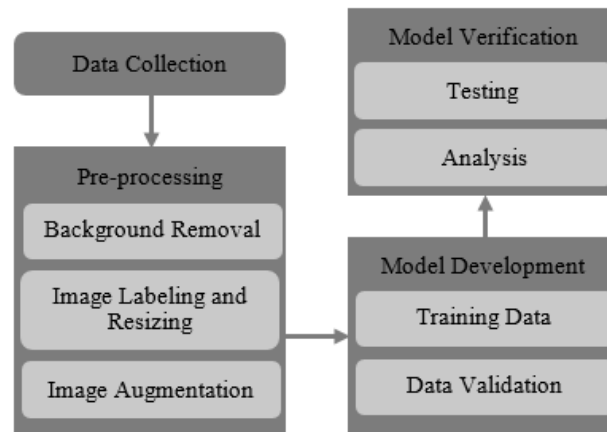 Data Collection
Pre-processing
Background Removal
Image Labeling and
Resizing
Image Augmentation
Model Development
Training Data
Data Validation
Model Verification
Testing
Analysis